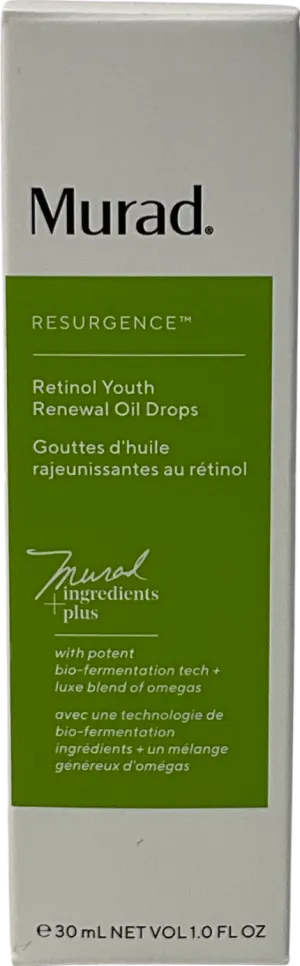 Murad®
RESURGENCE™
Retinol Youth
Renewal Oil Drops
Gouttes d'huile
rajeunissantes au rétinol
Murad
+ingredients
plus
with potent
bio-fermentation tech +
luxe blend of omegas
avec une technologie de
bio-fermentation
ingrédients + un mélange
généreux d'omégas
℮ 30 mL NET VOL 1.0 FL OZ